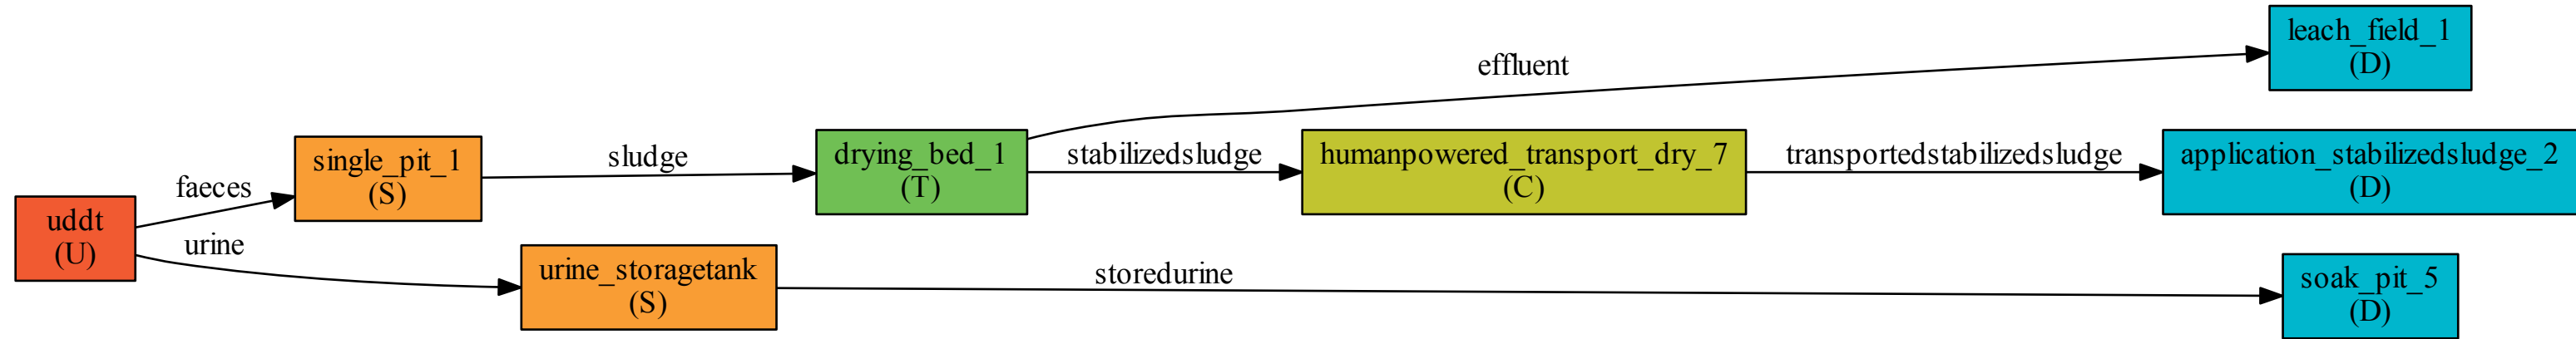 uddt
(U)
faeces
urine
single_pit_1
(S)
urine_storagetank
(S)
sludge
storedurine
drying_bed_1
(T)
effluent
stabilizedsludge
humanpowered_transport_dry_7
(C)
transportedstabilizedsludge
leach_field_1
(D)
application_stabilizedsludge_2
(D)
soak_pit_5
(D)